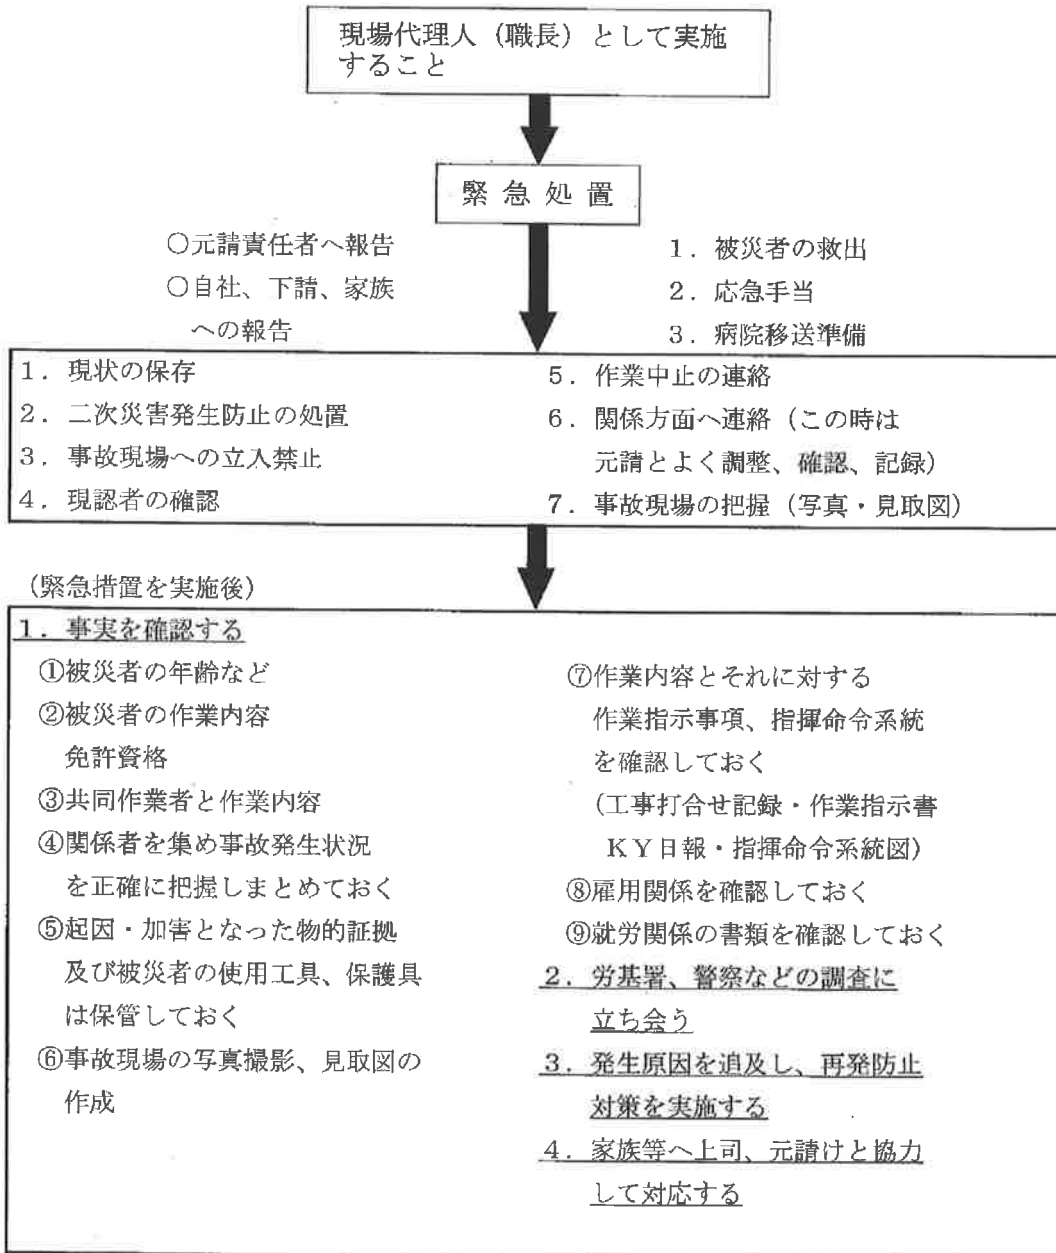 現場代理人（職長）として実施
すること
緊 急 処 置
○元請責任者へ報告
○自社、下請、家族
への報告
１．被災者の救出
２．応急手当
３．病院移送準備
１．現状の保存
２．二次災害発生防止の処置
３．事故現場への立入禁止
４．現認者の確認
５．作業中止の連絡
６．関係方面へ連絡（この時は
元請とよく調整、確認、記録）
７．事故現場の把握（写真・見取図）
（緊急措置を実施後）
１．事実を確認する
①被災者の年齢など
②被災者の作業内容
免許資格
③共同作業者と作業内容
④関係者を集め事故発生状況
を正確に把握しまとめておく
⑤起因・加害となった物的証拠
及び被災者の使用工具、保護具
は保管しておく
⑥事故現場の写真撮影、見取図の
作成
⑦作業内容とそれに対する
作業指示事項、指揮命令系統
を確認しておく
（工事打合せ記録・作業指示書
ＫＹ日報・指揮命令系統図）
⑧雇用関係を確認しておく
⑨就労関係の書類を確認しておく
２．労基署、警察などの調査に
立ち会う
３．発生原因を追及し、再発防止
対策を実施する
４．家族等へ上司、元請けと協力
して対応する